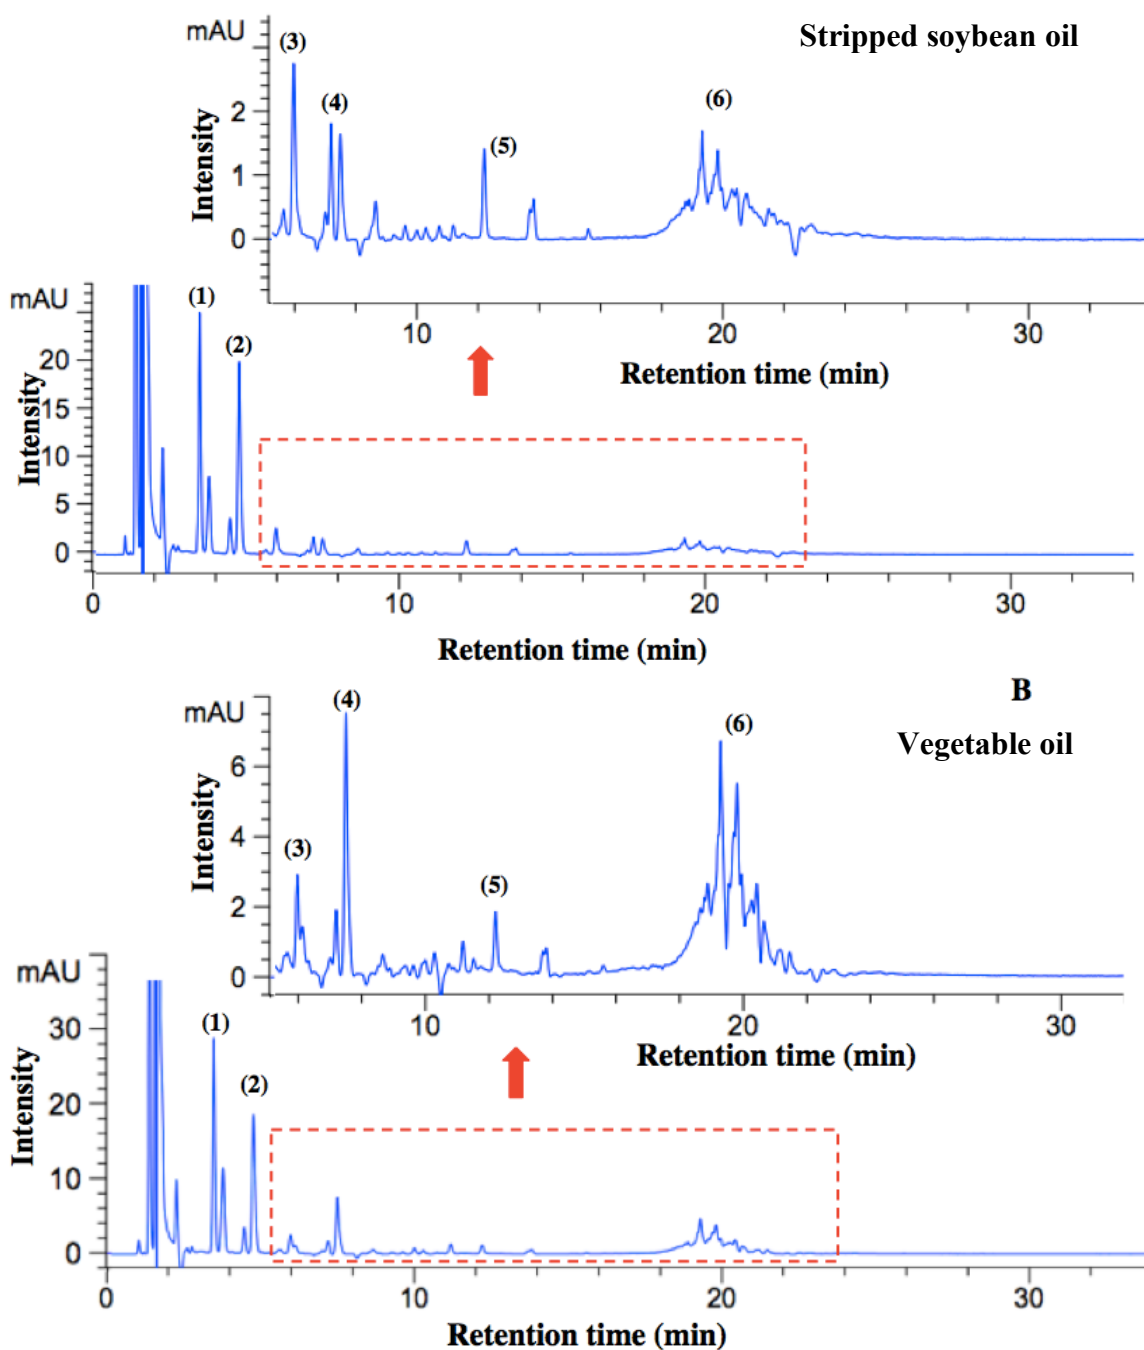 mAU
(3)
Stripped soybean oil
(4)
(6)
(5)
Intensity
2
1
0
10
20
30
Retention time (min)
mAU
(1)
(2)
Intensity
20
15
10
5
0
0
10
20
30
Retention time (min)
B
mAU
(4)
(6)
Vegetable oil
(3)
(5)
Intensity
6
4
2
0
10
20
30
Retention time (min)
mAU
(1)
(2)
Intensity
30
20
10
0
0
10
20
30
Retention time (min)